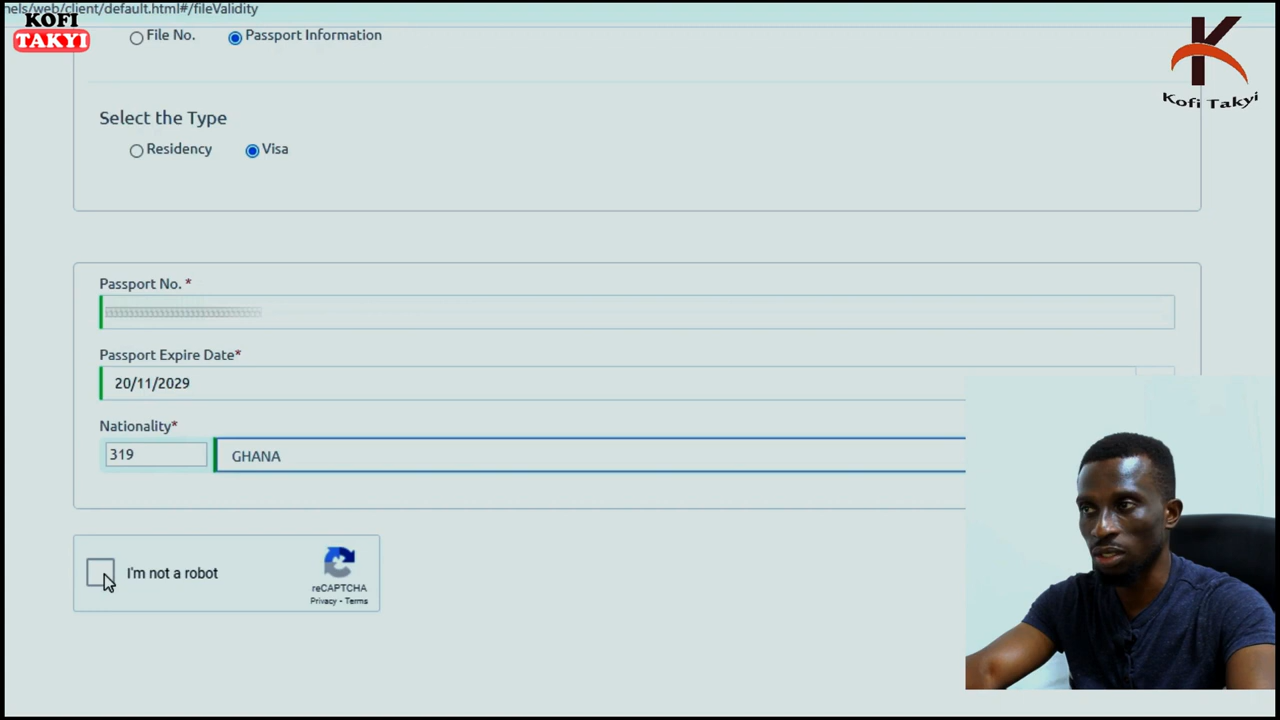 nels/web/client/default.html#/fileValidity
KOFI
TAKYI
File No.
Passport Information
Kofi Takyi
Select the Type
Residency
Visa
Passport No. *
Passport Expire Date*
20/11/2029
Nationality*
319
GHANA
I'm not a robot
reCAPTCHA
Privacy - Terms